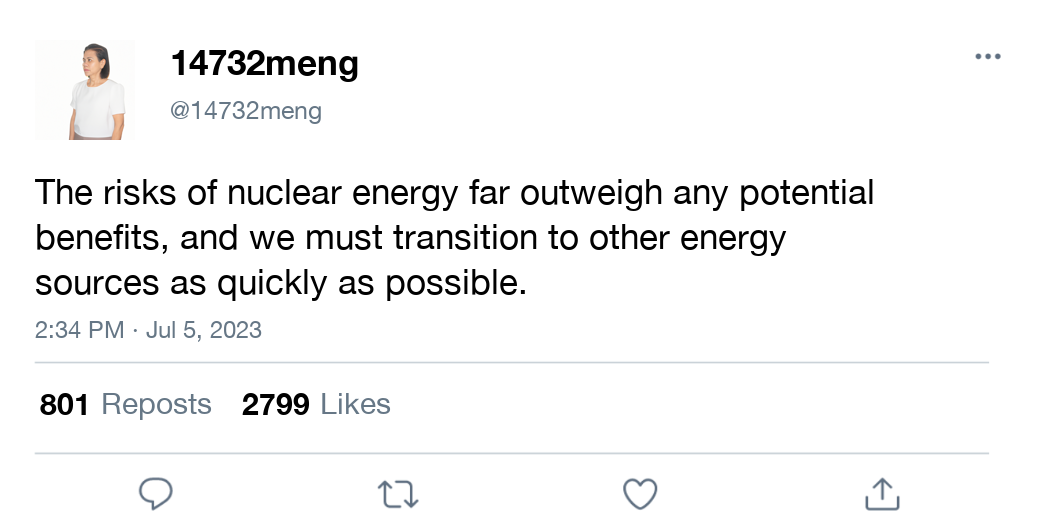 14732meng
@14732meng
The risks of nuclear energy far outweigh any potential
benefits, and we must transition to other energy
sources as quickly as possible.
2:34 PM · Jul 5, 2023
801 Reposts 2799 Likes